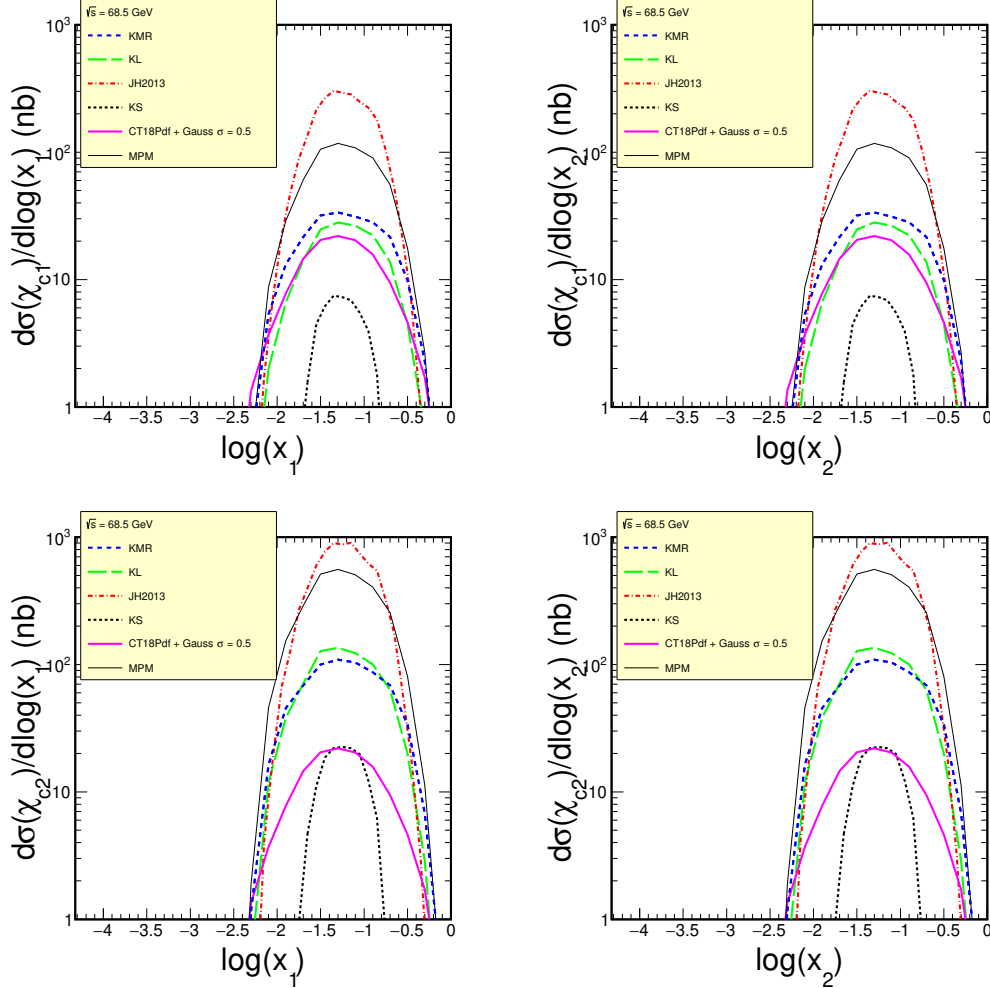 dσ(χc1)/dlog(x1) (nb)
10³
10²
10
1
√s = 68.5 GeV
KMR
KL
JH2013
KS
CT18Pdf + Gauss σ = 0.5
MPM
−4 −3.5 −3 −2.5 −2 −1.5 −1 −0.5 0
log(x1)
dσ(χc1)/dlog(x2) (nb)
10³
10²
10
1
√s = 68.5 GeV
KMR
KL
JH2013
KS
CT18Pdf + Gauss σ = 0.5
MPM
−4 −3.5 −3 −2.5 −2 −1.5 −1 −0.5 0
log(x2)
dσ(χc2)/dlog(x1) (nb)
10³
10²
10
1
√s = 68.5 GeV
KMR
KL
JH2013
KS
CT18Pdf + Gauss σ = 0.5
MPM
−4 −3.5 −3 −2.5 −2 −1.5 −1 −0.5 0
log(x1)
dσ(χc2)/dlog(x2) (nb)
10³
10²
10
1
√s = 68.5 GeV
KMR
KL
JH2013
KS
CT18Pdf + Gauss σ = 0.5
MPM
−4 −3.5 −3 −2.5 −2 −1.5 −1 −0.5 0
log(x2)